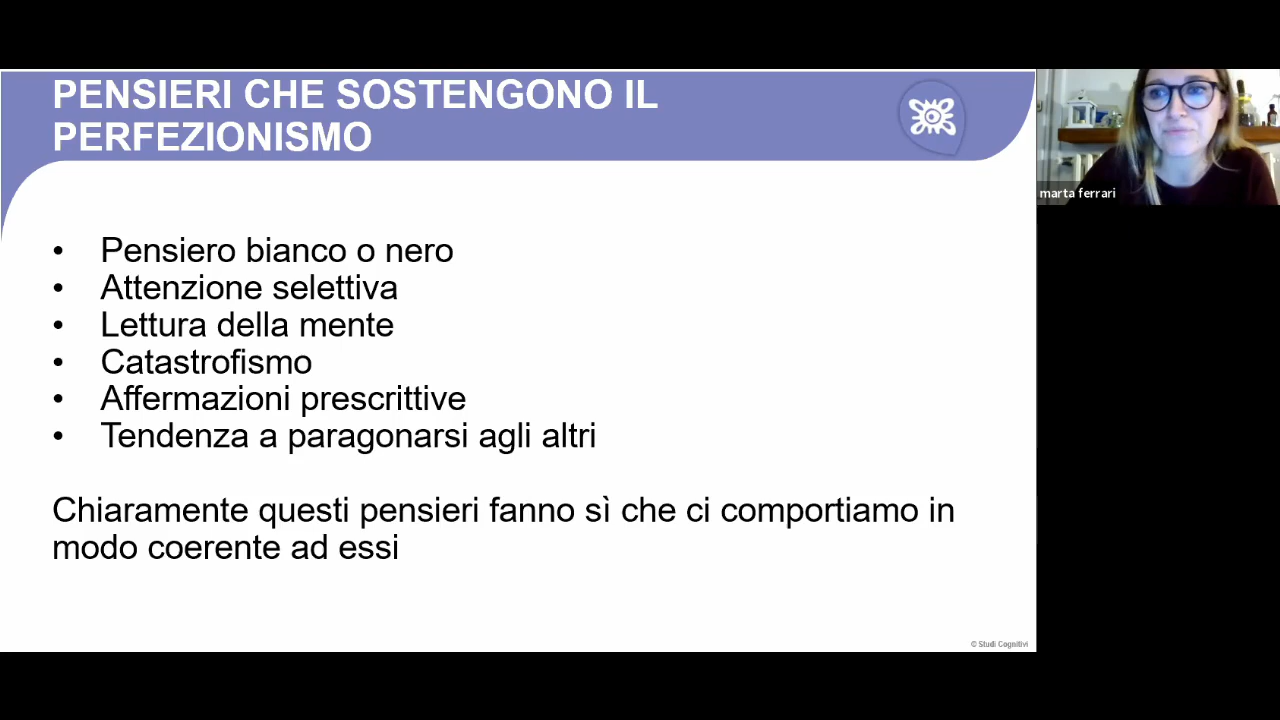 PENSIERI CHE SOSTENGONO IL
PERFEZIONISMO
marta ferrari
• Pensiero bianco o nero
• Attenzione selettiva
• Lettura della mente
• Catastrofismo
• Affermazioni prescrittive
• Tendenza a paragonarsi agli altri
Chiaramente questi pensieri fanno sì che ci comportiamo in
modo coerente ad essi
© Studi Cognitivi